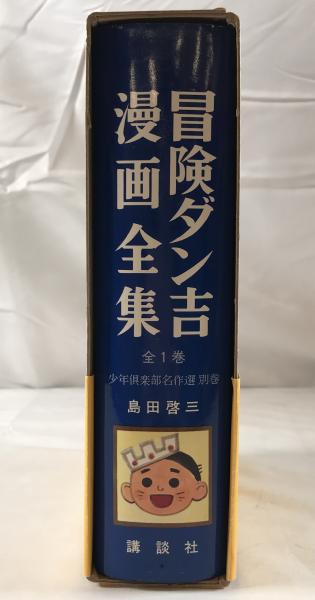 冒険ダン吉
漫画全集
全1巻
少年倶楽部名作選 別巻
島田啓三
講談社